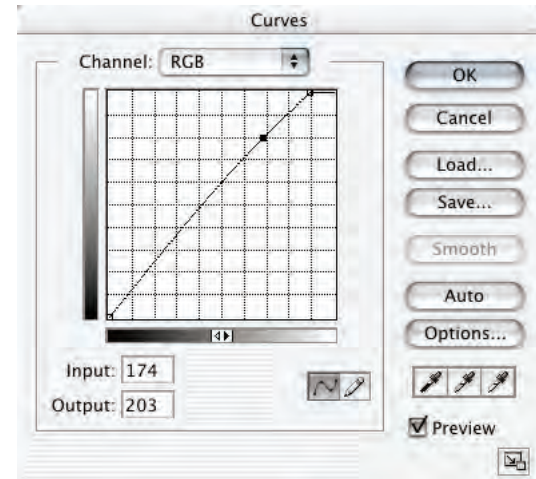 Curves
Channel: RGB
OK
Cancel
Load...
Save...
Smooth
Auto
Options...
Input: 174
Output: 203
Preview